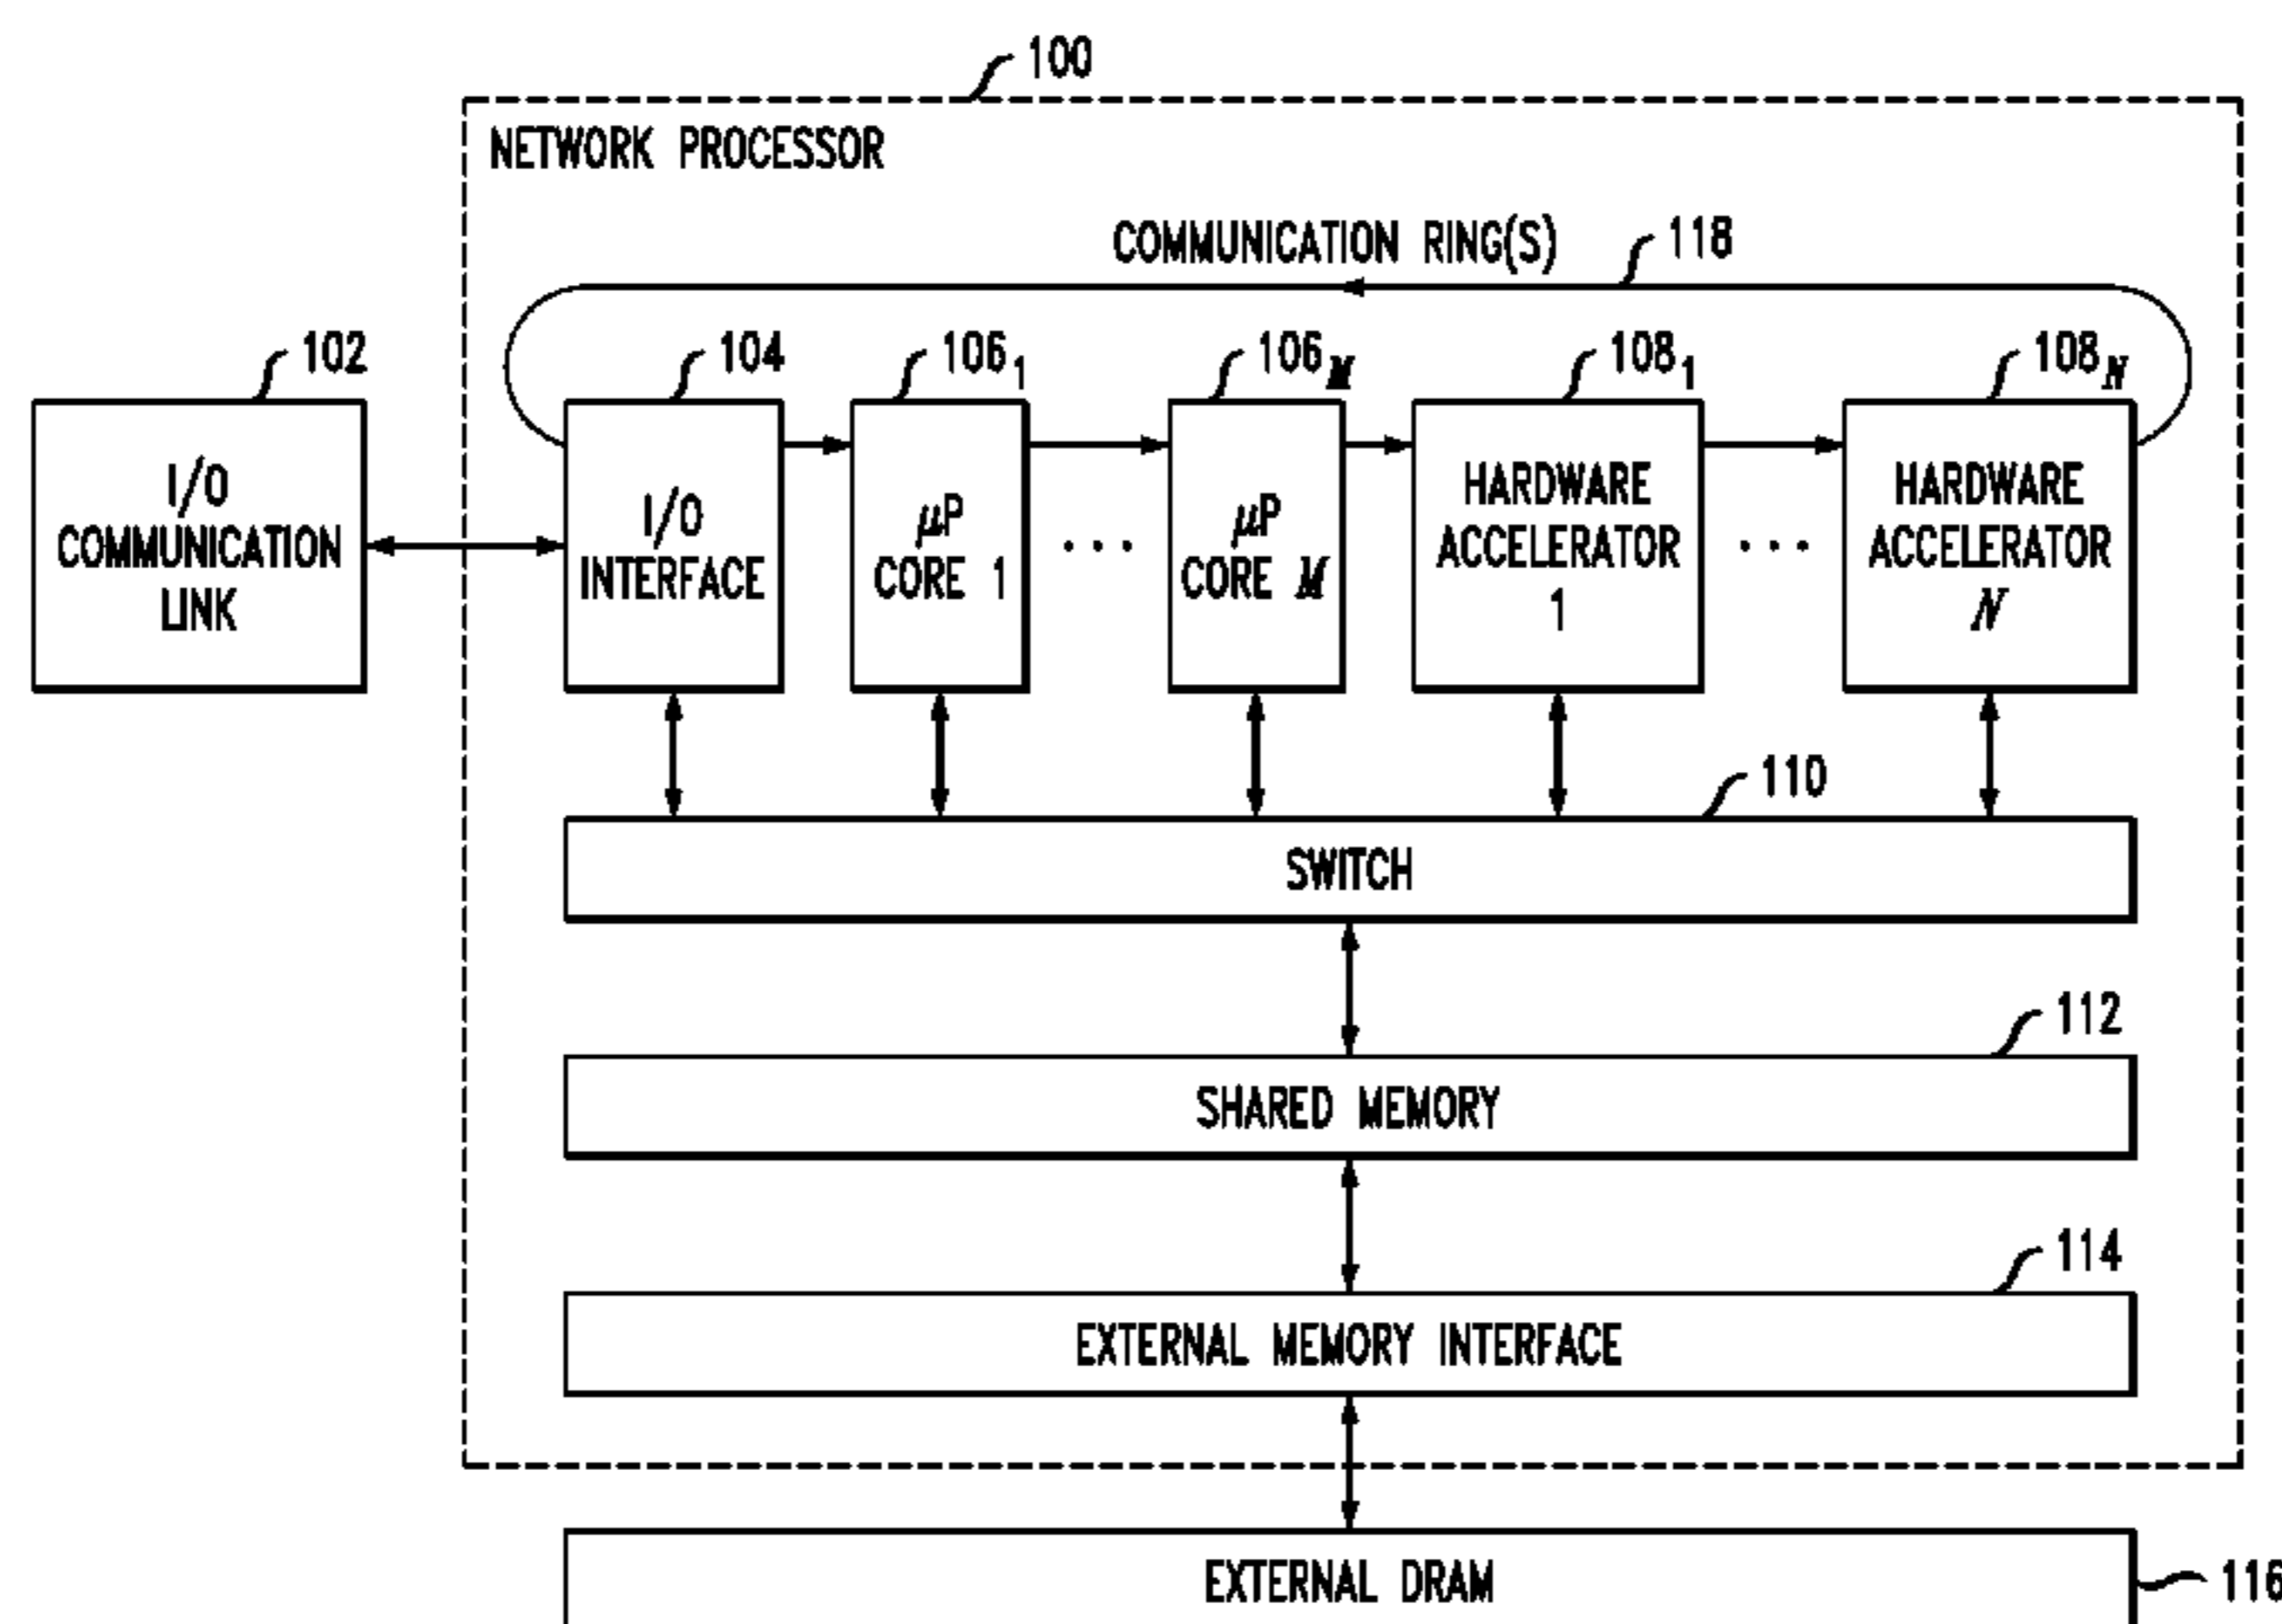 100
NETWORK PROCESSOR
COMMUNICATION RING(S)
118
102
104
106₁
106M
108₁
108N
I/O
COMMUNICATION
LINK
I/O
INTERFACE
μP
CORE 1
...
μP
CORE M
HARDWARE
ACCELERATOR
1
...
HARDWARE
ACCELERATOR
N
110
SWITCH
112
SHARED MEMORY
114
EXTERNAL MEMORY INTERFACE
EXTERNAL DRAM
116